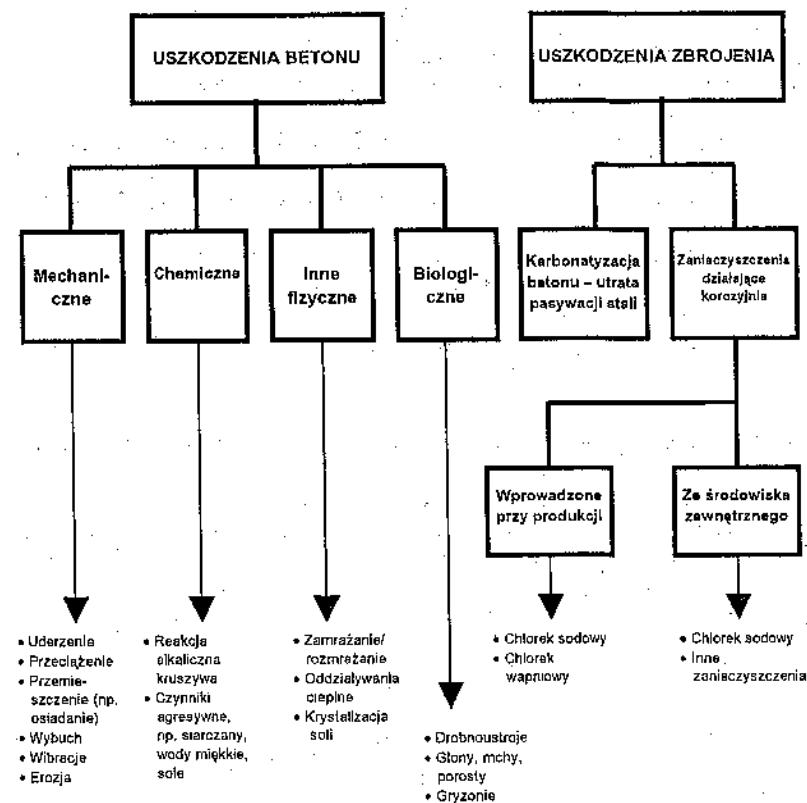 USZKODZENIA BETONU
USZKODZENIA ZBROJENIA
Mechani-
czne
Chemiczne
Inne
fizyczne
Biologi-
czne
Karbonatyzacja
betonu – utrata
pasywacji stali
Zanieczyszczenia
działające
korozyjnie
Wprowadzone
przy produkcji
Ze środowiska
zewnętrznego
• Uderzenie
• Przeciążenie
• Przemie-
szczenie (np.
osiadanie)
• Wybuch
• Wibracje
• Erozja
• Reakcja
alkaliczna
kruszywa
• Czynniki
agresywne,
np. siarczany,
wody miękkie,
sole
• Zamrażanie/
rozmrażanie
• Oddziaływania
cieplne
• Krystalizacja
soli
• Drobnoustroje
• Glony, mchy,
porosty
• Gryzonie
• Chlorek sodowy
• Chlorek
wapniowy
• Chlorek sodowy
• Inne
zanieczyszczenia